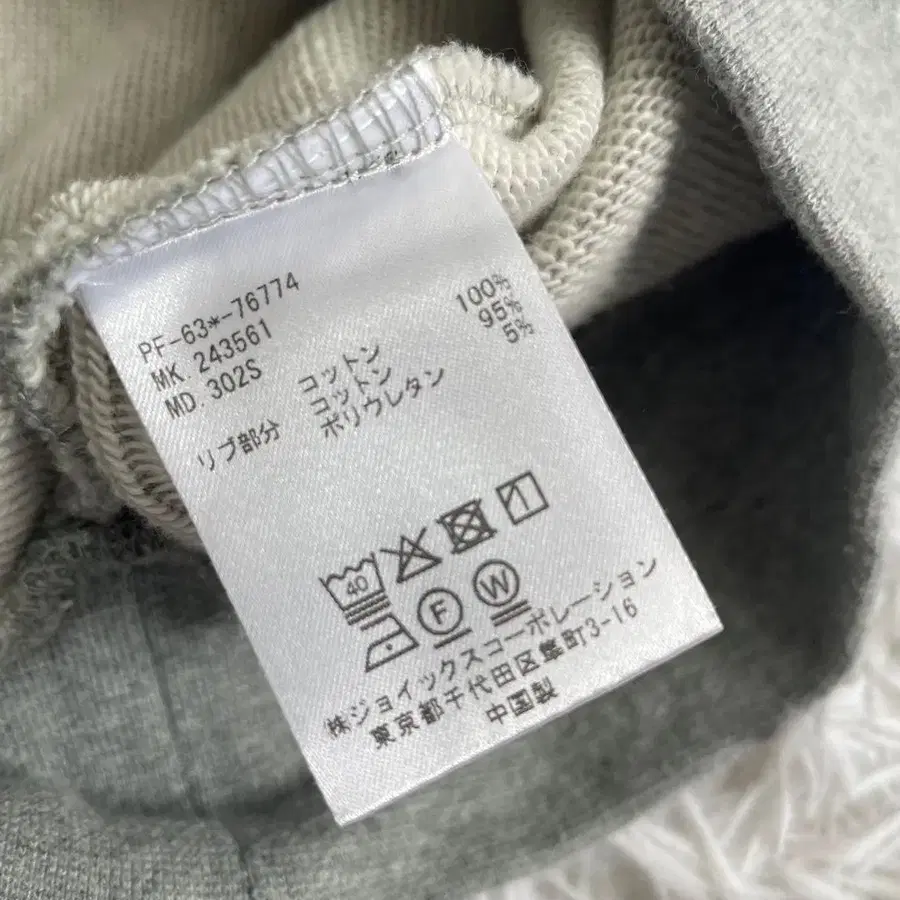 PF-63*-76774
MK. 243561
MD. 302S
コットン 100%
リブ部分 コットン 95%
ポリウレタン 5%
40
F W
㈱ジョイックスコーポレーション
東京都千代田区麹町3-16
中国製